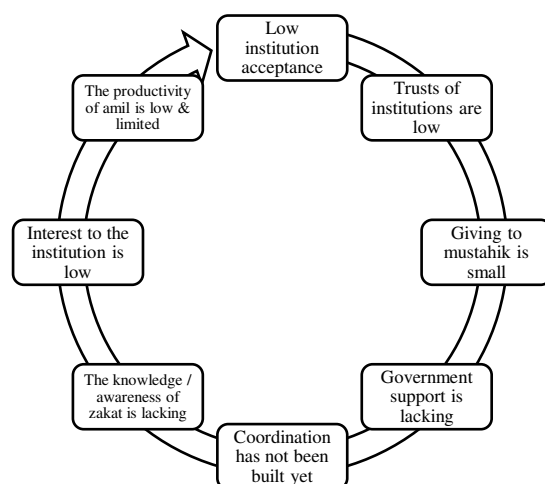 Low
institution
acceptance
Trusts of
institutions are
low
Giving to
mustahik is
small
Government
support is
lacking
Coordination
has not been
built yet
The knowledge /
awareness of
zakat is lacking
Interest to the
institution is
low
The productivity
of amil is low &
limited